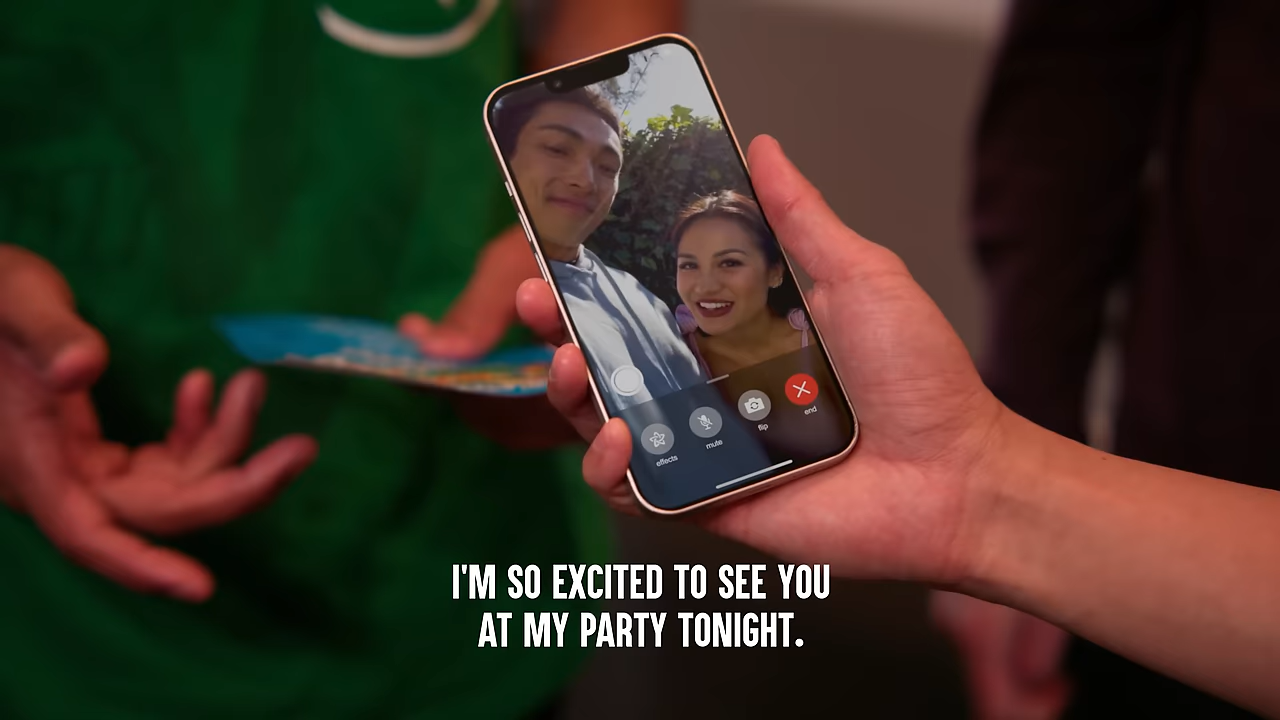 effects
mute
flip
end
I'M SO EXCITED TO SEE YOU
AT MY PARTY TONIGHT.